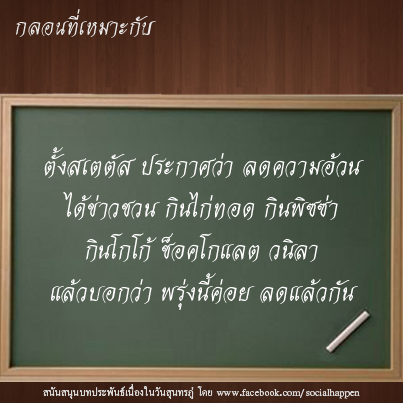 กลอนที่เหมาะกับ
ตั้งสเตตัส ประกาศว่า ลดความอ้วน
ได้ข่าวชวน กินไก่ทอด กินพิซซ่า
กินโกโก้ ช็อคโกแลต วนิลา
แล้วบอกว่า พรุ่งนี้ค่อย ลดแล้วกัน
สนันสนุนบทประพันธ์เนื่องในวันสุนทรภู่ โดย www.facebook.com/socialhappen